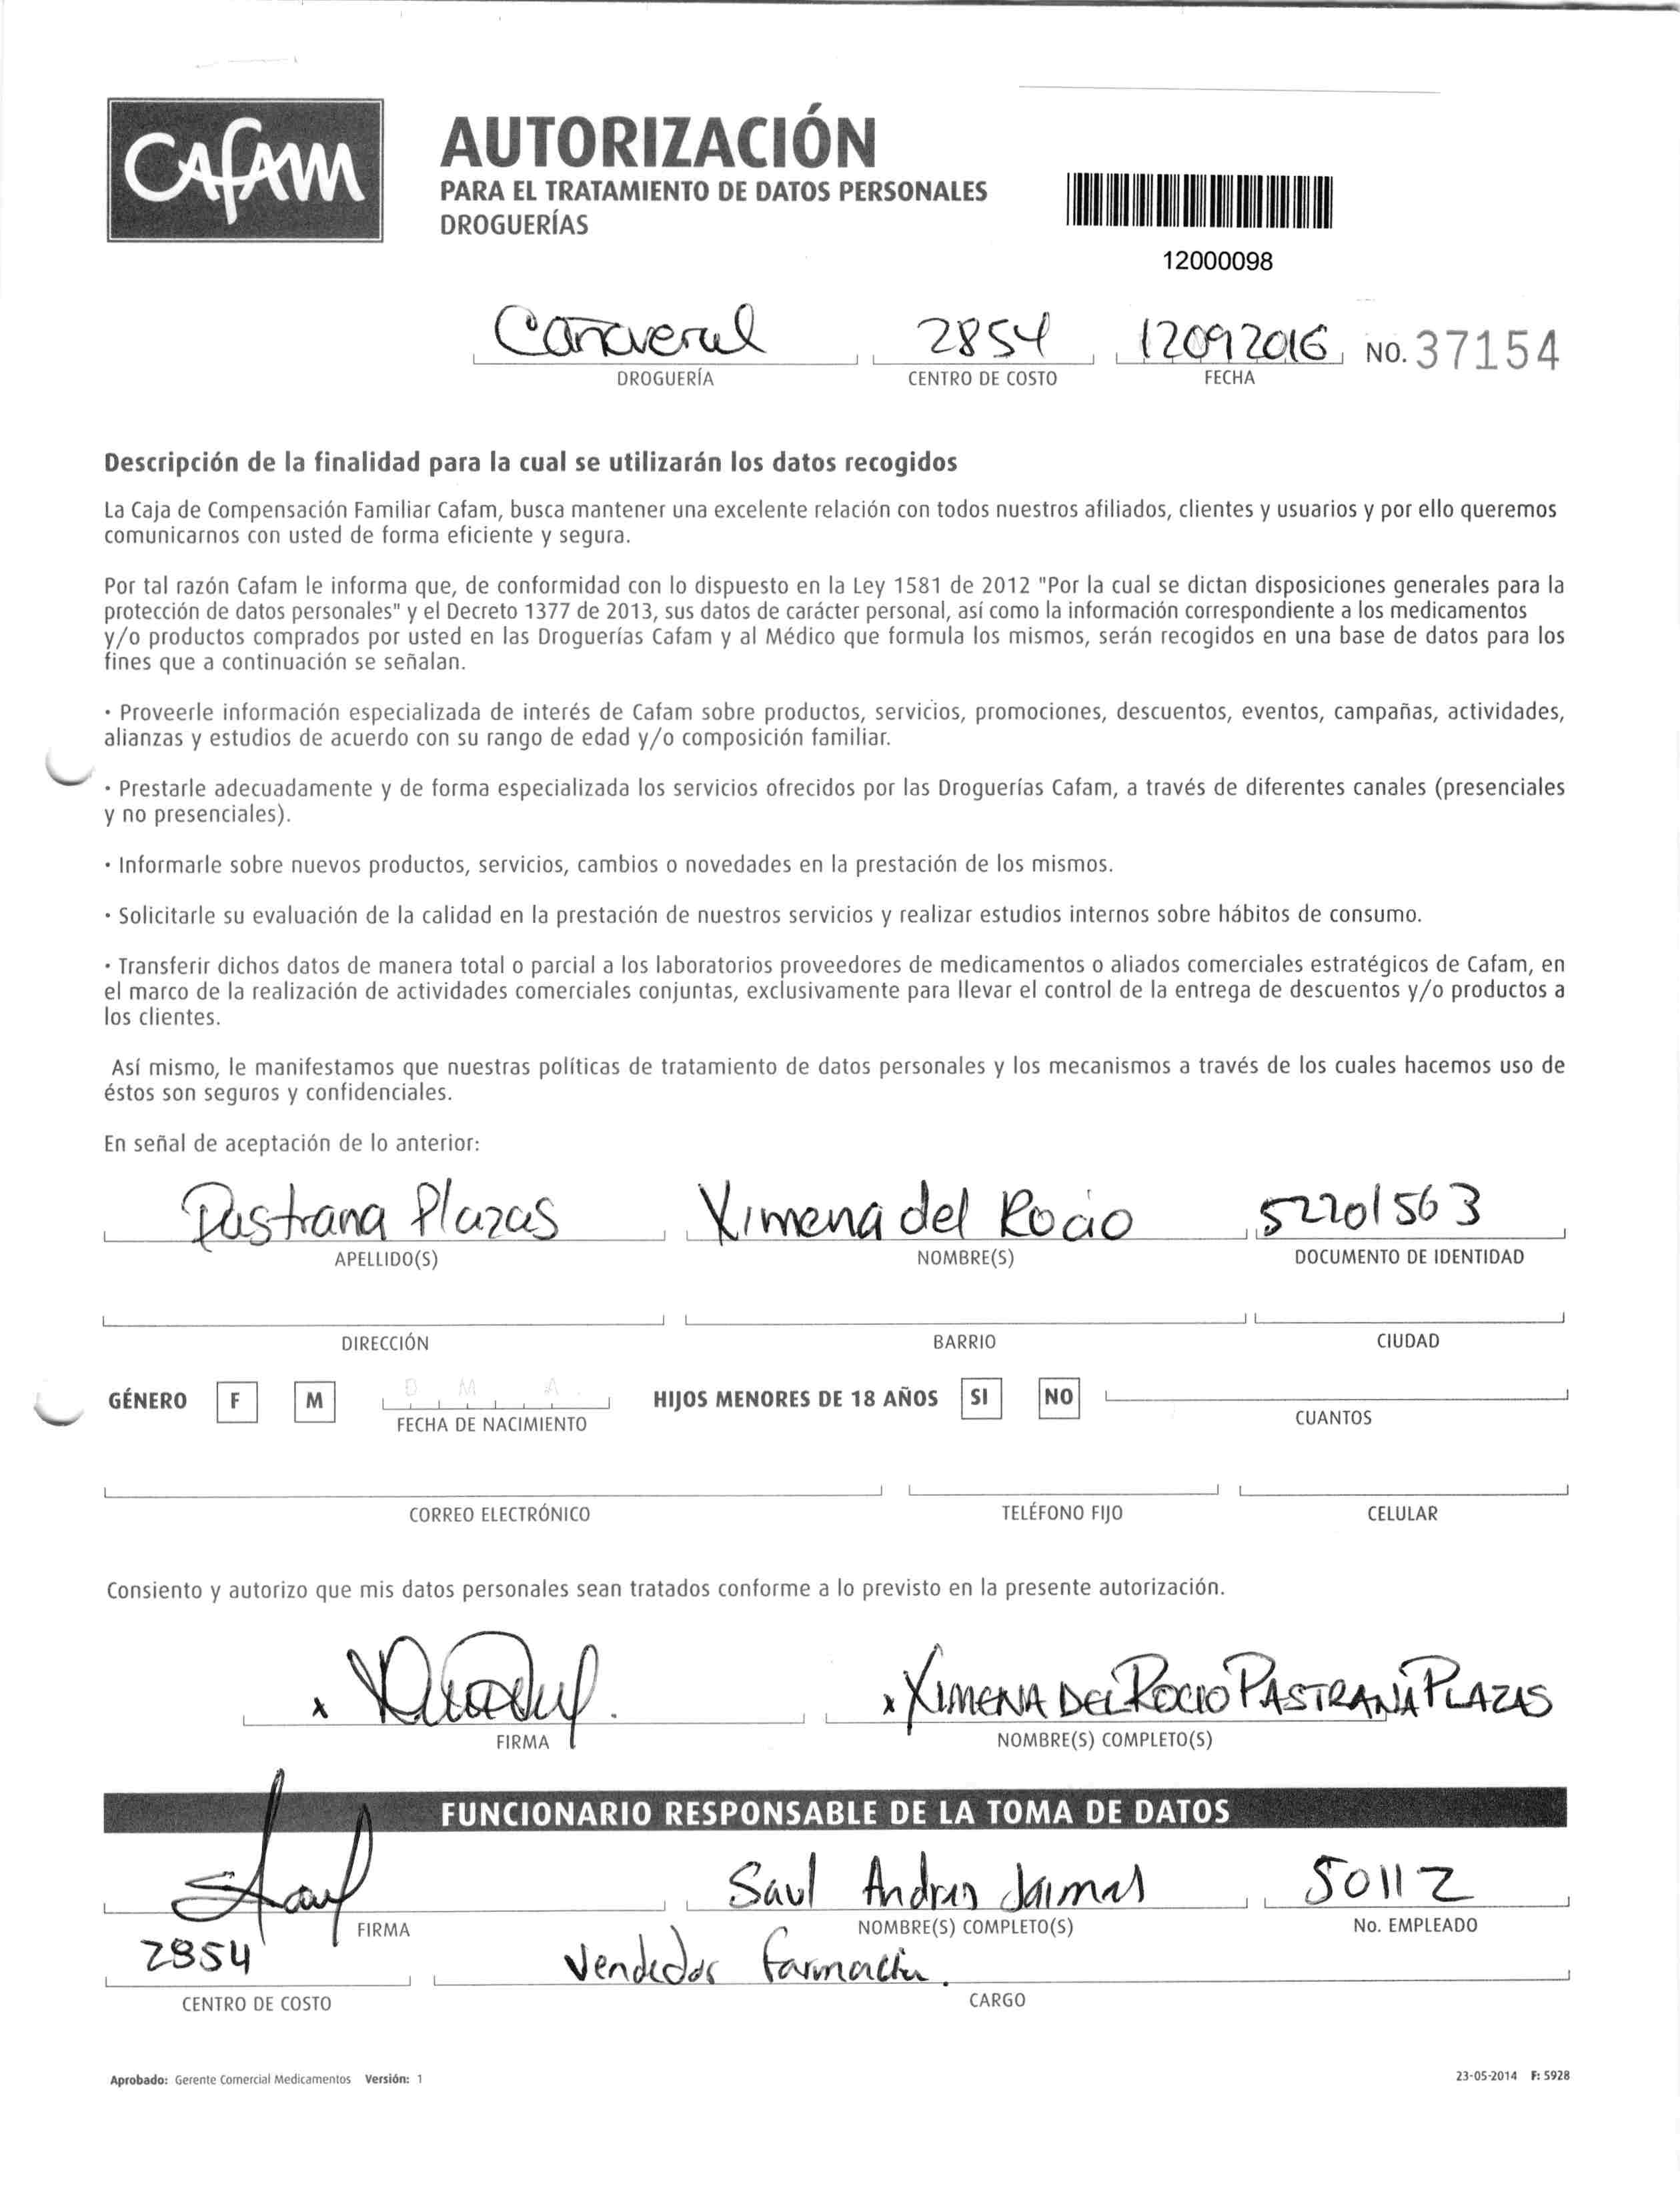 CAFAM
AUTORIZACIÓN
PARA EL TRATAMIENTO DE DATOS PERSONALES
DROGUERÍAS
12000098
Cañaveral 2854 12092016 NO. 37154
DROGUERÍA CENTRO DE COSTO FECHA
Descripción de la finalidad para la cual se utilizarán los datos recogidos
La Caja de Compensación Familiar Cafam, busca mantener una excelente relación con todos nuestros afiliados, clientes y usuarios y por ello queremos
comunicarnos con usted de forma eficiente y segura.
Por tal razón Cafam le informa que, de conformidad con lo dispuesto en la Ley 1581 de 2012 "Por la cual se dictan disposiciones generales para la
protección de datos personales" y el Decreto 1377 de 2013, sus datos de carácter personal, así como la información correspondiente a los medicamentos
y/o productos comprados por usted en las Droguerías Cafam y al Médico que formula los mismos, serán recogidos en una base de datos para los
fines que a continuación se señalan.
· Proveerle información especializada de interés de Cafam sobre productos, servicios, promociones, descuentos, eventos, campañas, actividades,
alianzas y estudios de acuerdo con su rango de edad y/o composición familiar.
· Prestarle adecuadamente y de forma especializada los servicios ofrecidos por las Droguerías Cafam, a través de diferentes canales (presenciales
y no presenciales).
· Informarle sobre nuevos productos, servicios, cambios o novedades en la prestación de los mismos.
· Solicitarle su evaluación de la calidad en la prestación de nuestros servicios y realizar estudios internos sobre hábitos de consumo.
· Transferir dichos datos de manera total o parcial a los laboratorios proveedores de medicamentos o aliados comerciales estratégicos de Cafam, en
el marco de la realización de actividades comerciales conjuntas, exclusivamente para llevar el control de la entrega de descuentos y/o productos a
los clientes.
Así mismo, le manifestamos que nuestras políticas de tratamiento de datos personales y los mecanismos a través de los cuales hacemos uso de
éstos son seguros y confidenciales.
En señal de aceptación de lo anterior:
Pastrana Plazas Ximena del Rocio 52201563
APELLIDO(S) NOMBRE(S) DOCUMENTO DE IDENTIDAD
DIRECCIÓN BARRIO CIUDAD
GÉNERO F M D M A HIJOS MENORES DE 18 AÑOS SI NO
FECHA DE NACIMIENTO CUANTOS
CORREO ELECTRÓNICO TELÉFONO FIJO CELULAR
Consiento y autorizo que mis datos personales sean tratados conforme a lo previsto en la presente autorización.
x x XIMENA DEL ROCIO PASTRANA PLAZAS
FIRMA NOMBRE(S) COMPLETO(S)
FUNCIONARIO RESPONSABLE DE LA TOMA DE DATOS
Saul Andres Jaimes 50112
FIRMA NOMBRE(S) COMPLETO(S) No. EMPLEADO
2854 Vendedor Farmacia.
CENTRO DE COSTO CARGO
Aprobado: Gerente Comercial Medicamentos Versión: 1 23-05-2014 F: 5928